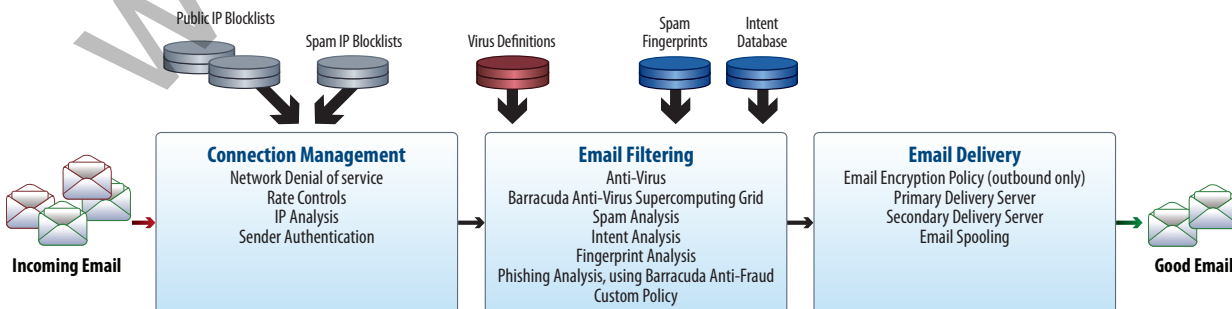 Public IP Blocklists
Spam IP Blocklists
Virus Definitions
Spam
Fingerprints
Intent
Database
Incoming Email
Connection Management
Network Denial of service
Rate Controls
IP Analysis
Sender Authentication
Email Filtering
Anti-Virus
Barracuda Anti-Virus Supercomputing Grid
Spam Analysis
Intent Analysis
Fingerprint Analysis
Phishing Analysis, using Barracuda Anti-Fraud
Custom Policy
Email Delivery
Email Encryption Policy (outbound only)
Primary Delivery Server
Secondary Delivery Server
Email Spooling
Good Email